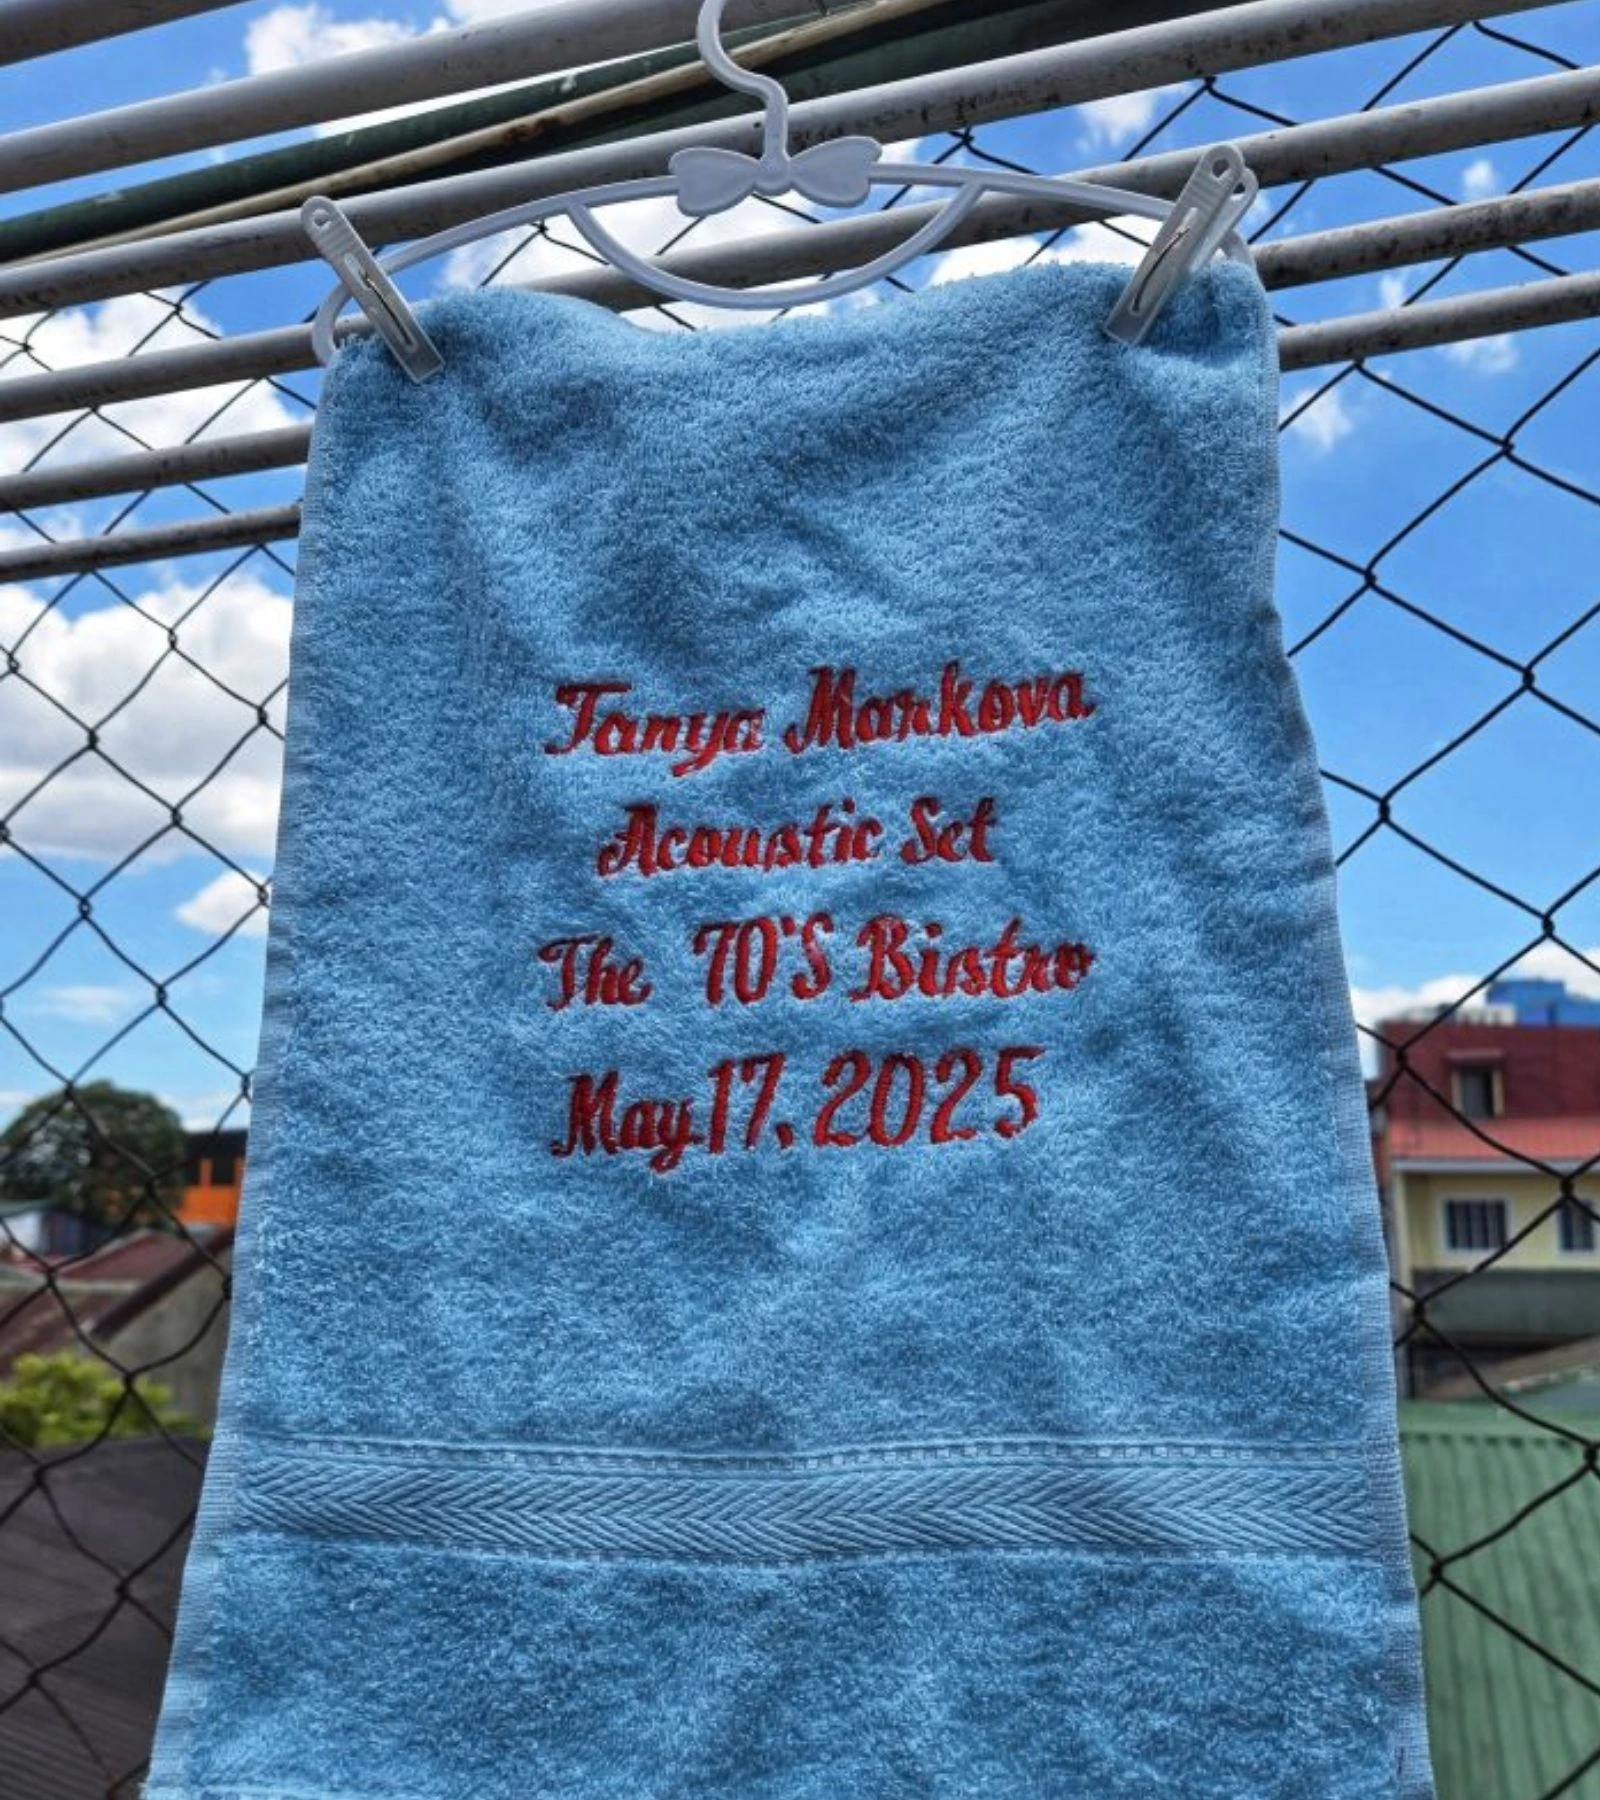 Tanya Markova
Acoustic Set
The 70'S Bistro
May 17, 2025